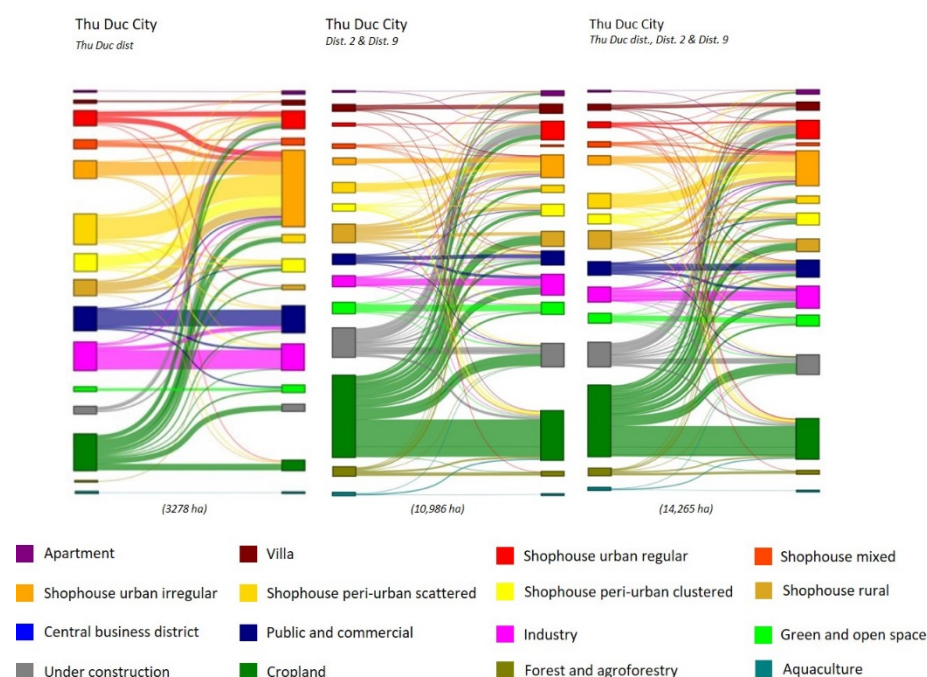 Thu Duc City
Thu Duc dist
Thu Duc City
Dist. 2 & Dist. 9
Thu Duc City
Thu Duc dist., Dist. 2 & Dist. 9
(3278 ha)
(10,986 ha)
(14,265 ha)
Apartment
Villa
Shophouse urban regular
Shophouse mixed
Shophouse urban irregular
Shophouse peri-urban scattered
Shophouse peri-urban clustered
Shophouse rural
Central business district
Public and commercial
Industry
Green and open space
Under construction
Cropland
Forest and agroforestry
Aquaculture